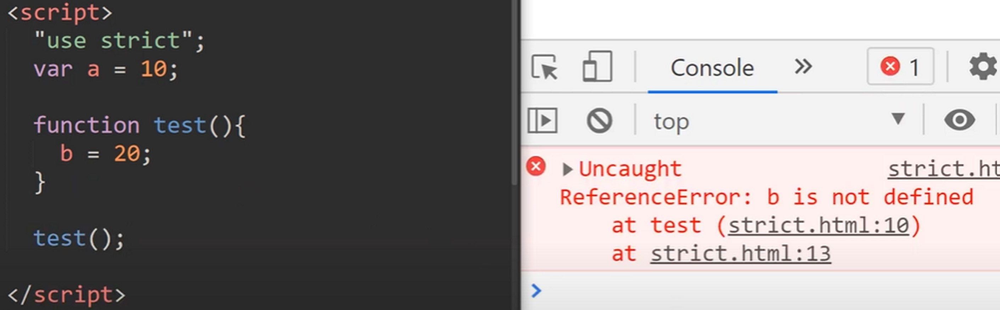 <script>
"use strict";
var a = 10;
function test(){
b = 20;
}
test();
</script>
Console
1
top
Uncaught strict.ht
ReferenceError: b is not defined
at test (strict.html:10)
at strict.html:13